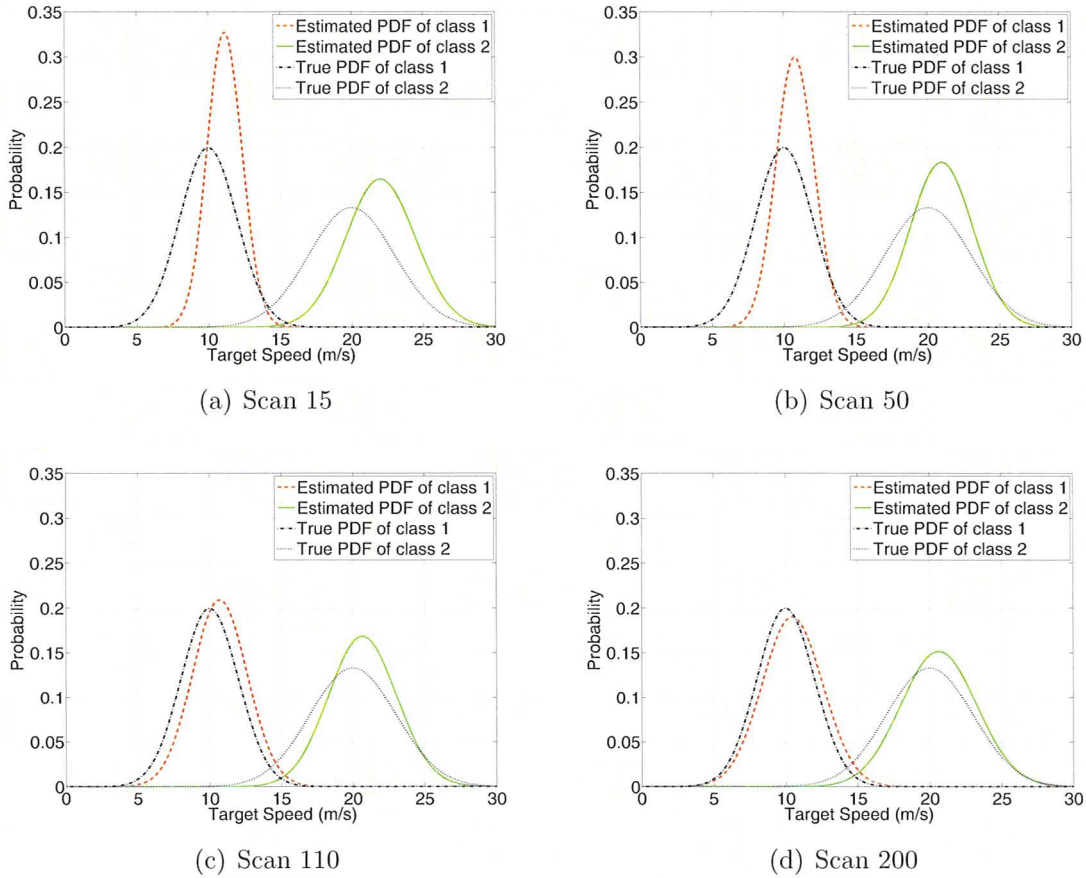 0.35
0.3
0.25
0.2
0.15
0.1
0.05
0
Probability
Estimated PDF of class 1
Estimated PDF of class 2
True PDF of class 1
True PDF of class 2
0 5 10 15 20 25 30
Target Speed (m/s)
(a) Scan 15
0.35
0.3
0.25
0.2
0.15
0.1
0.05
0
Probability
Estimated PDF of class 1
Estimated PDF of class 2
True PDF of class 1
True PDF of class 2
0 5 10 15 20 25 30
Target Speed (m/s)
(b) Scan 50
0.35
0.3
0.25
0.2
0.15
0.1
0.05
0
Probability
Estimated PDF of class 1
Estimated PDF of class 2
True PDF of class 1
True PDF of class 2
0 5 10 15 20 25 30
Target Speed (m/s)
(c) Scan 110
0.35
0.3
0.25
0.2
0.15
0.1
0.05
0
Probability
Estimated PDF of class 1
Estimated PDF of class 2
True PDF of class 1
True PDF of class 2
0 5 10 15 20 25 30
Target Speed (m/s)
(d) Scan 200